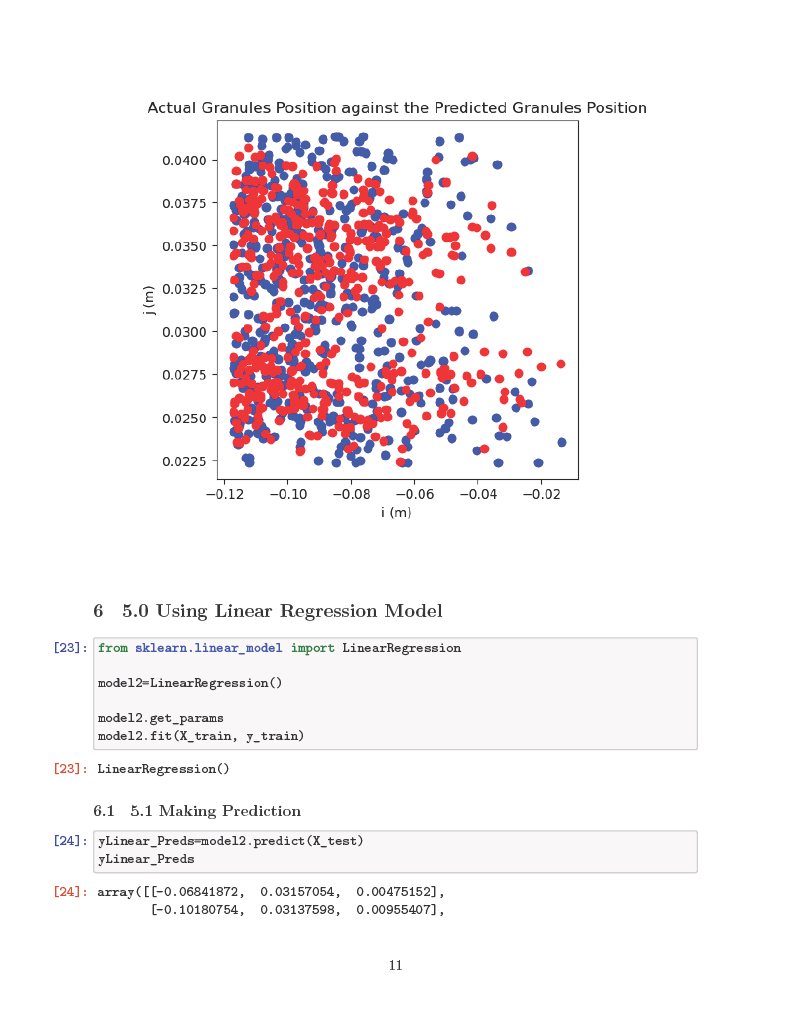 Actual Granules Position against the Predicted Granules Position
0.0400
0.0375
0.0350
0.0325
0.0300
0.0275
0.0250
0.0225
j (m)
−0.12 −0.10 −0.08 −0.06 −0.04 −0.02
i (m)
6 5.0 Using Linear Regression Model
[23]: from sklearn.linear_model import LinearRegression
model2=LinearRegression()
model2.get_params
model2.fit(X_train, y_train)
[23]: LinearRegression()
6.1 5.1 Making Prediction
[24]: yLinear_Preds=model2.predict(X_test)
yLinear_Preds
[24]: array([[-0.06841872, 0.03157054, 0.00475152],
[-0.10180754, 0.03137598, 0.00955407],
11